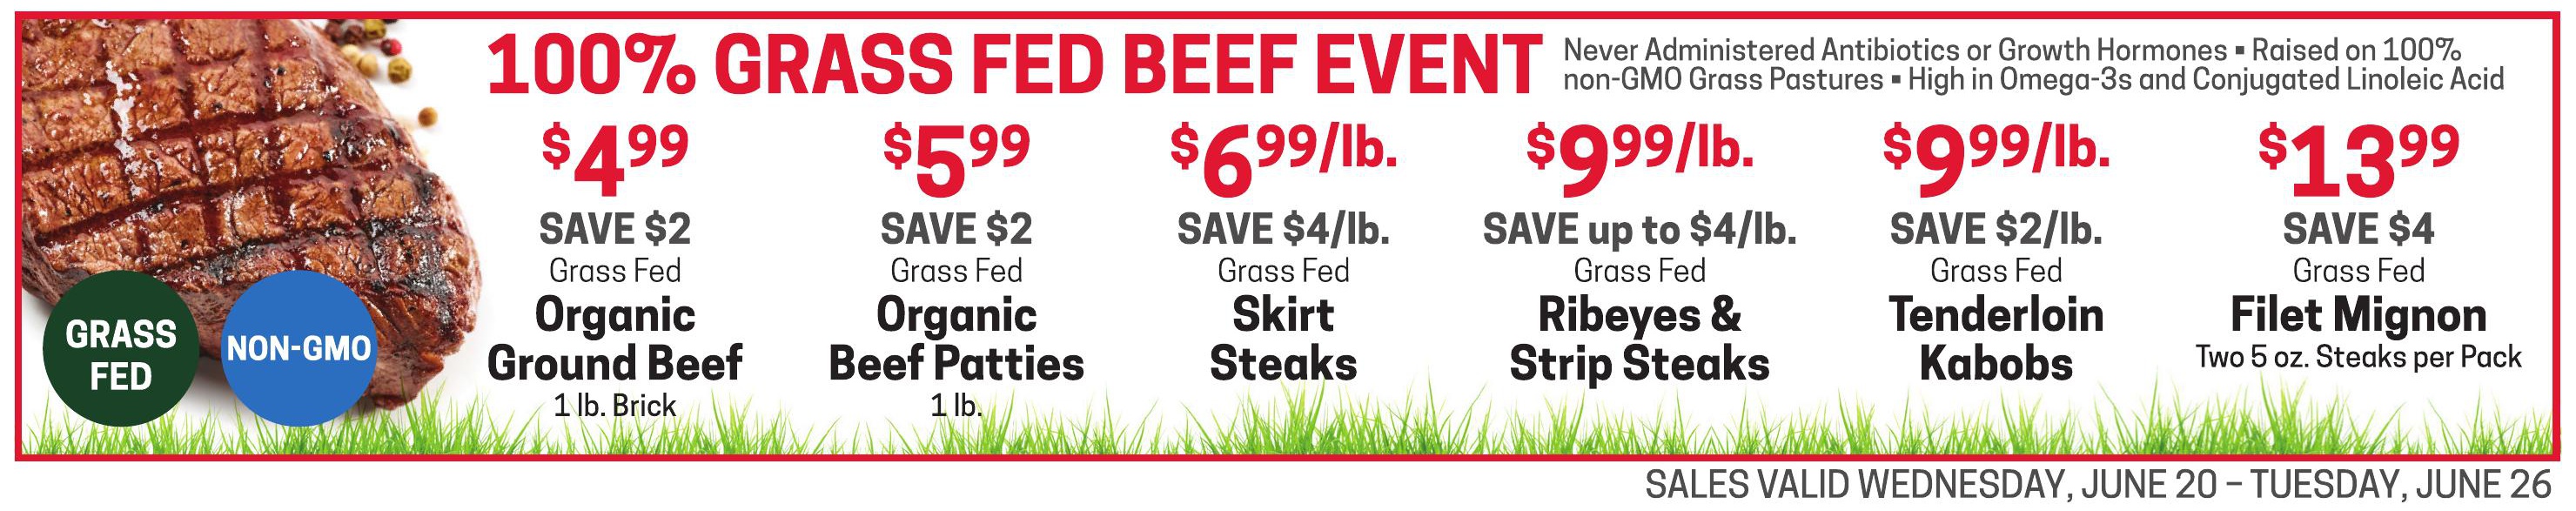 100% GRASS FED BEEF EVENT
Never Administered Antibiotics or Growth Hormones ▪ Raised on 100%
non-GMO Grass Pastures ▪ High in Omega-3s and Conjugated Linoleic Acid
$4.99
SAVE $2
Grass Fed
Organic
Ground Beef
1 lb. Brick
$5.99
SAVE $2
Grass Fed
Organic
Beef Patties
1 lb.
$6.99/lb.
SAVE $4/lb.
Grass Fed
Skirt
Steaks
$9.99/lb.
SAVE up to $4/lb.
Grass Fed
Ribeyes &
Strip Steaks
$9.99/lb.
SAVE $2/lb.
Grass Fed
Tenderloin
Kabobs
$13.99
SAVE $4
Grass Fed
Filet Mignon
Two 5 oz. Steaks per Pack
GRASS
FED
NON-GMO
SALES VALID WEDNESDAY, JUNE 20 – TUESDAY, JUNE 26